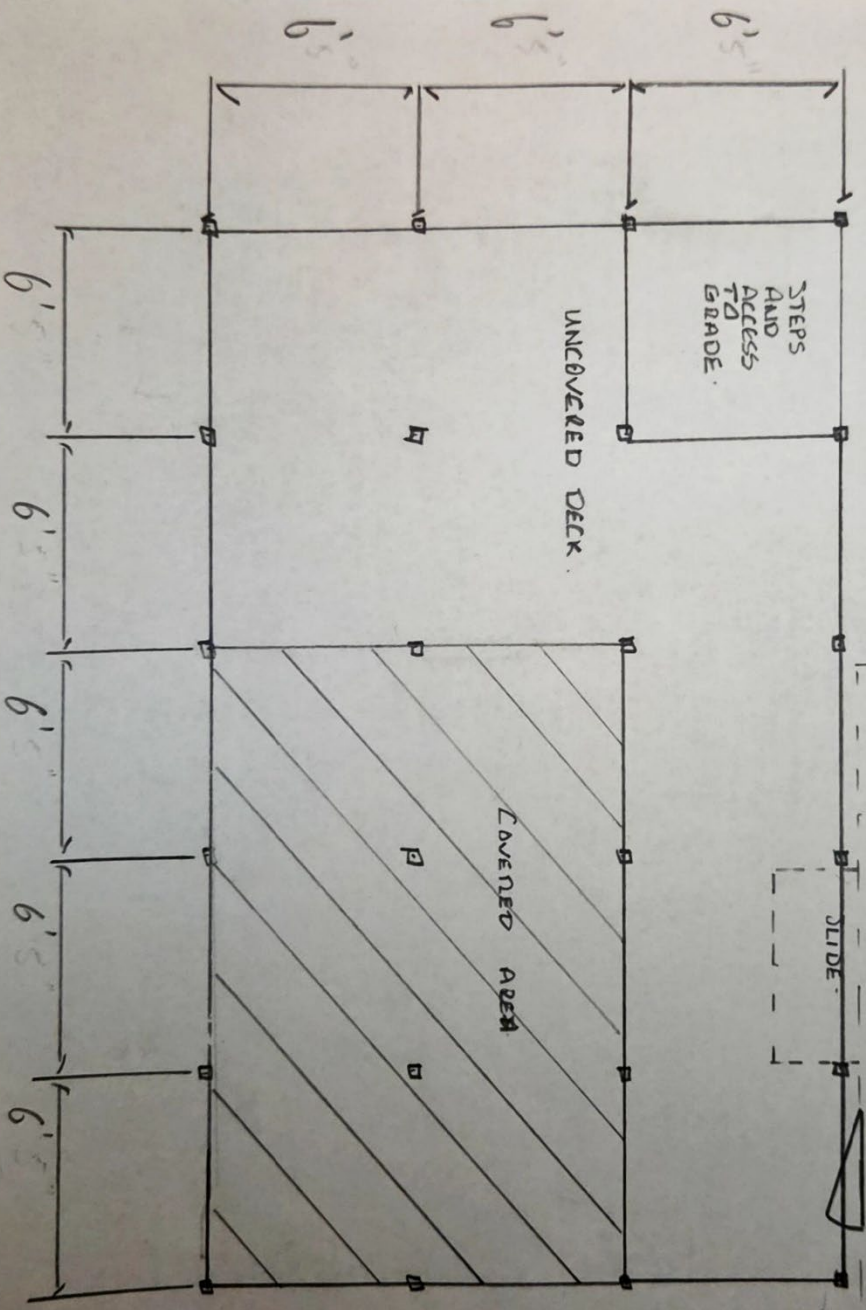 STEPS
AND
ACCESS
TO
GRADE.
SLIDE.
6'
UNCOVERED DECK.
6'
COVERED AREA
6'
6'
6'
6'
6'
6'